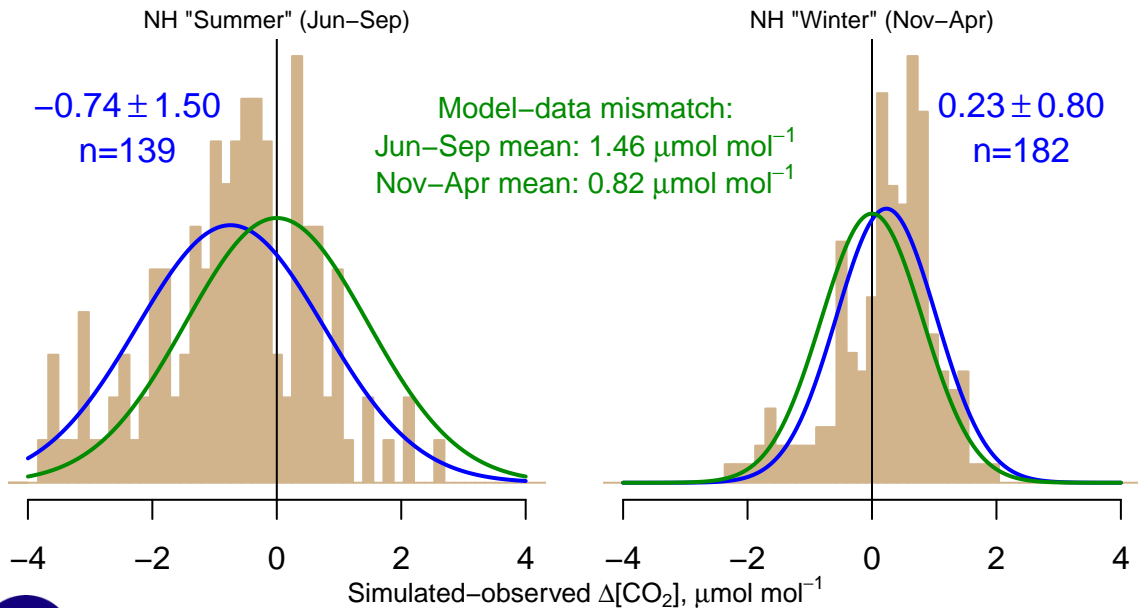 NH "Summer" (Jun−Sep)
NH "Winter" (Nov−Apr)
−0.74 ± 1.50
n=139
Model−data mismatch:
Jun−Sep mean: 1.46 μmol mol⁻¹
Nov−Apr mean: 0.82 μmol mol⁻¹
0.23 ± 0.80
n=182
−4 −2 0 2 4
−4 −2 0 2 4
Simulated−observed Δ[CO₂], μmol mol⁻¹